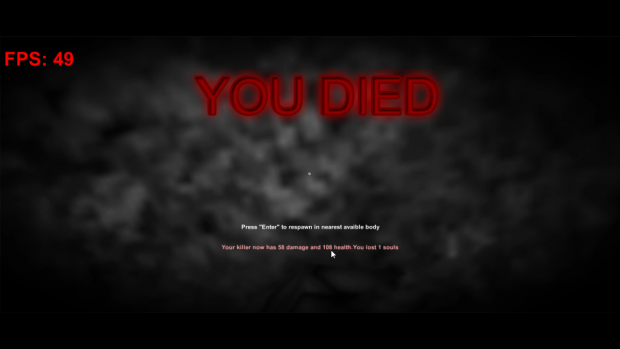 FPS: 49
YOU DIED
Press "Enter" to respawn in nearest avaible body
Your killer now has 58 damage and 108 health.You lost 1 souls